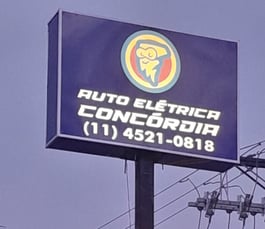 AUTO ELÉTRICA
CONCÓRDIA
(11) 4521-0818